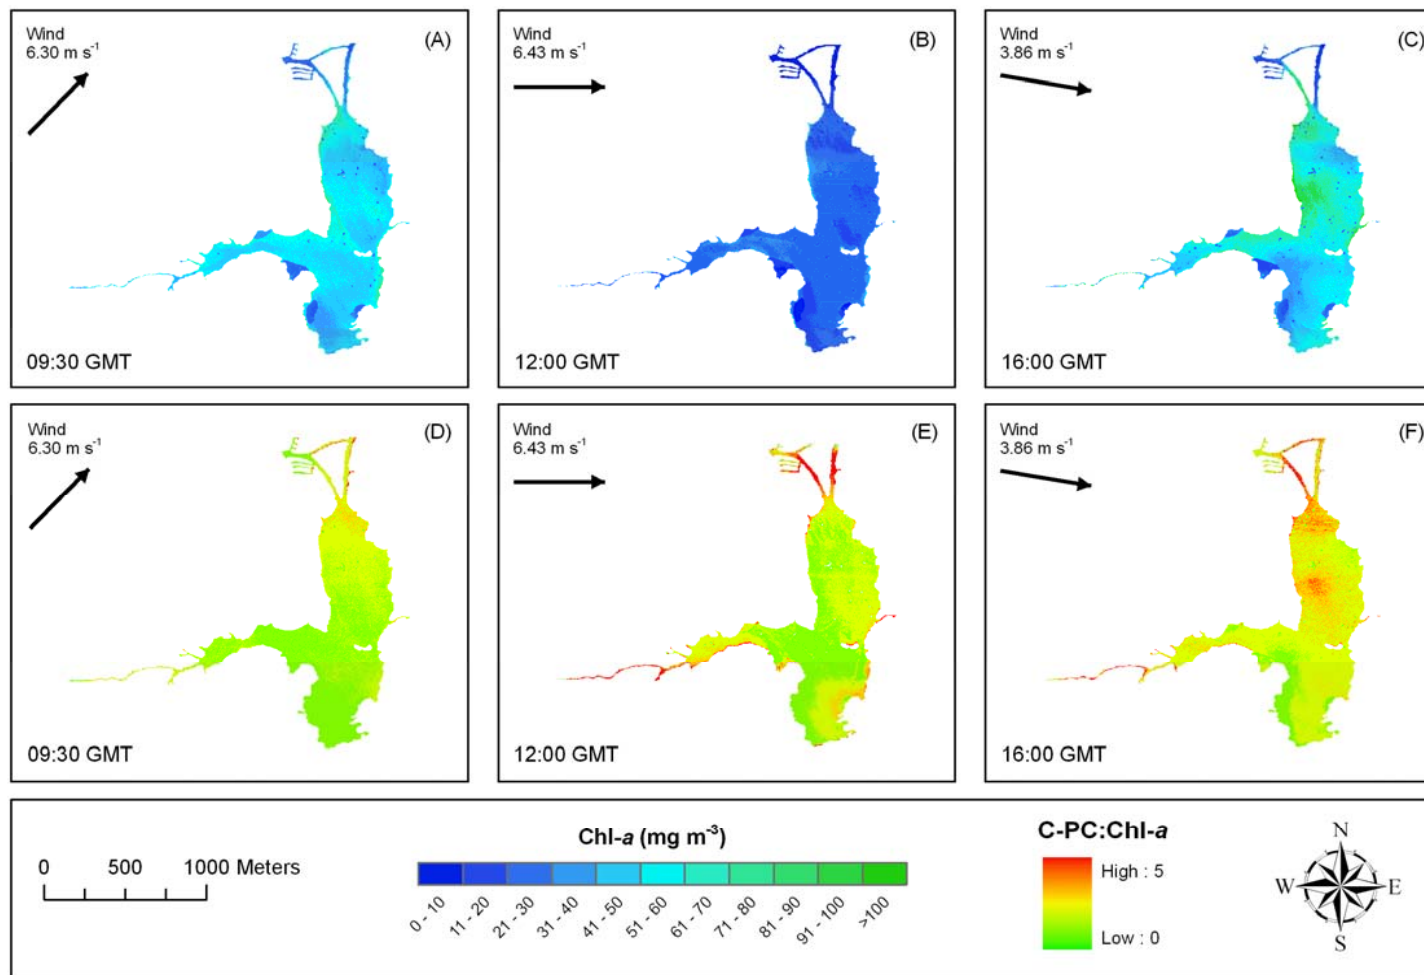 Wind
6.30 m s⁻¹
(A)
09:30 GMT
Wind
6.43 m s⁻¹
(B)
12:00 GMT
Wind
3.86 m s⁻¹
(C)
16:00 GMT
Wind
6.30 m s⁻¹
(D)
09:30 GMT
Wind
6.43 m s⁻¹
(E)
12:00 GMT
Wind
3.86 m s⁻¹
(F)
16:00 GMT
0 500 1000 Meters
Chl-a (mg m⁻³)
0 - 10
11 - 20
21 - 30
31 - 40
41 - 50
51 - 60
61 - 70
71 - 80
81 - 90
91 - 100
>100
C-PC:Chl-a
High : 5
Low : 0
N
W E
S